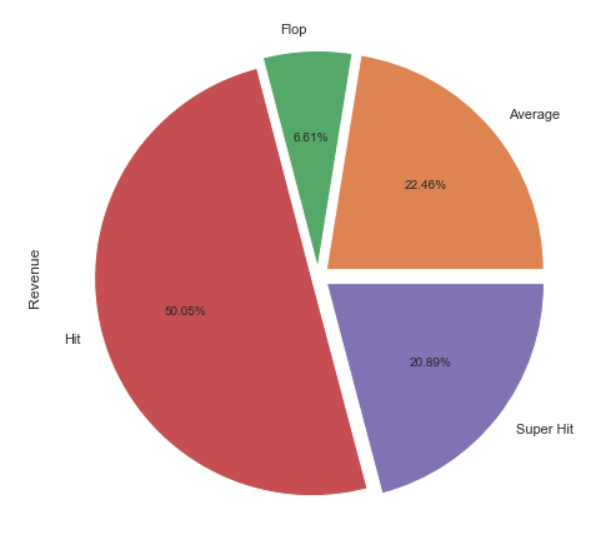 Flop
Average
6.61%
22.46%
Revenue
50.05%
Hit
20.89%
Super Hit